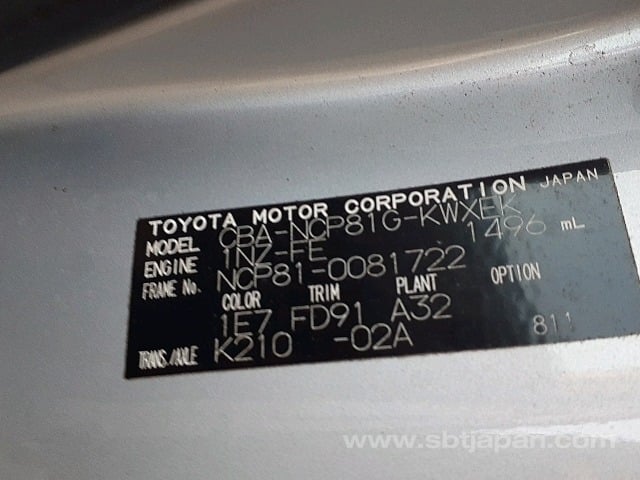 TOYOTA MOTOR CORPORATION JAPAN
MODEL CBA-NCP81G-KWXEK
ENGINE 1NZ-FE 1496 mL
FRAME No. NCP81-0081722
COLOR TRIM PLANT OPTION
1E7 FD91 A32
TRANS./AXLE K210 -02A 811
www.sbtjapan.com